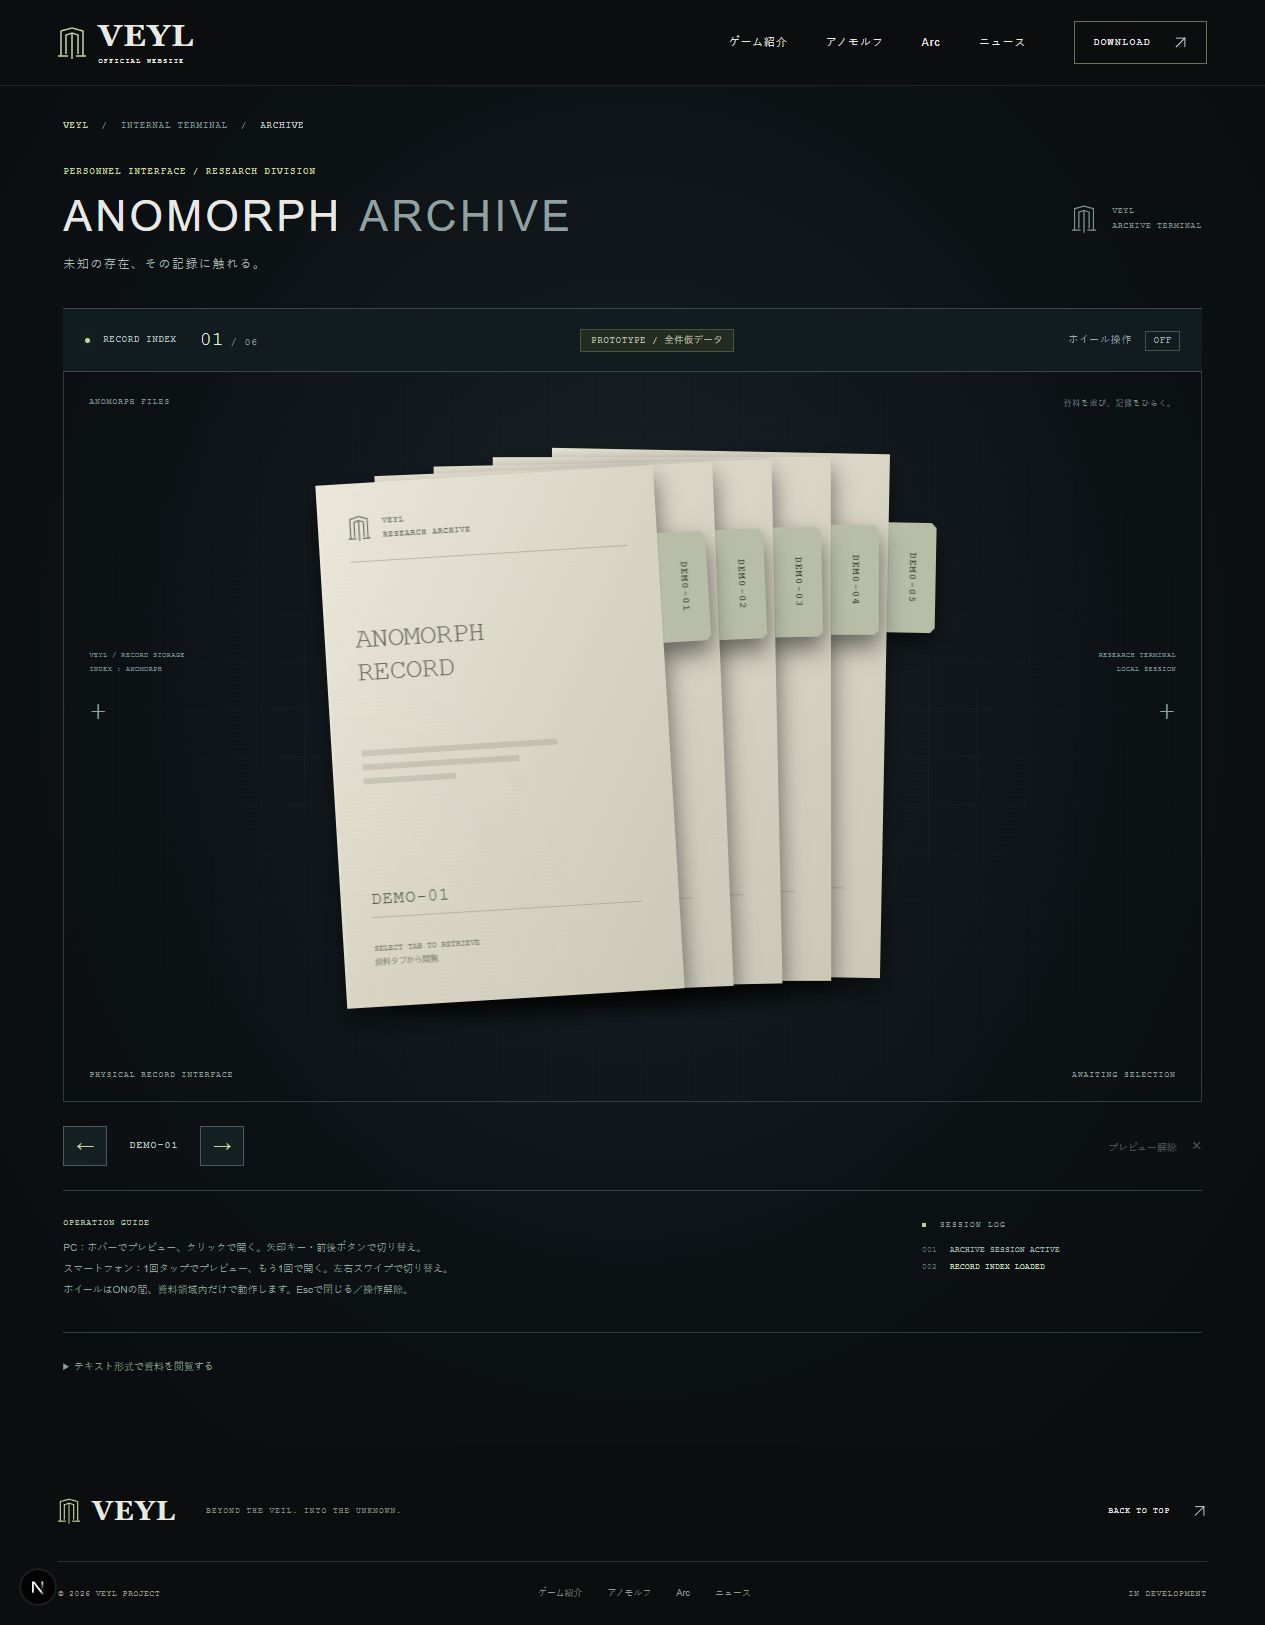 VEYL
OFFICIAL WEBSITE
ゲーム紹介 アノモルフ Arc ニュース
DOWNLOAD
VEYL / INTERNAL TERMINAL / ARCHIVE
PERSONNEL INTERFACE / RESEARCH DIVISION
ANOMORPH ARCHIVE
VEYL
ARCHIVE TERMINAL
未知の存在、その記録に触れる。
RECORD INDEX 01 / 06
PROTOTYPE / 全件仮データ
ホイール操作 OFF
ANOMORPH FILES
資料を選び、記録をひらく。
VEYL
RESEARCH ARCHIVE
DEMO-01
DEMO-02
DEMO-03
DEMO-04
DEMO-05
ANOMORPH
RECORD
VEYL / RECORD STORAGE
INDEX : ANOMORPH
RESEARCH TERMINAL
LOCAL SESSION
DEMO-01
SELECT TAB TO RETRIEVE
資料タブから閲覧
PHYSICAL RECORD INTERFACE
AWAITING SELECTION
← DEMO-01 →
プレビュー解除 ×
OPERATION GUIDE
PC：ホバーでプレビュー、クリックで開く。矢印キー・前後ボタンで切り替え。
スマートフォン：1回タップでプレビュー、もう1回で開く。左右スワイプで切り替え。
ホイールはONの間、資料領域内だけで動作します。Escで閉じる／操作解除。
SESSION LOG
001 ARCHIVE SESSION ACTIVE
002 RECORD INDEX LOADED
▶ テキスト形式で資料を閲覧する
VEYL
BEYOND THE VEIL. INTO THE UNKNOWN.
BACK TO TOP
N
© 2026 VEYL PROJECT
ゲーム紹介 アノモルフ Arc ニュース
IN DEVELOPMENT